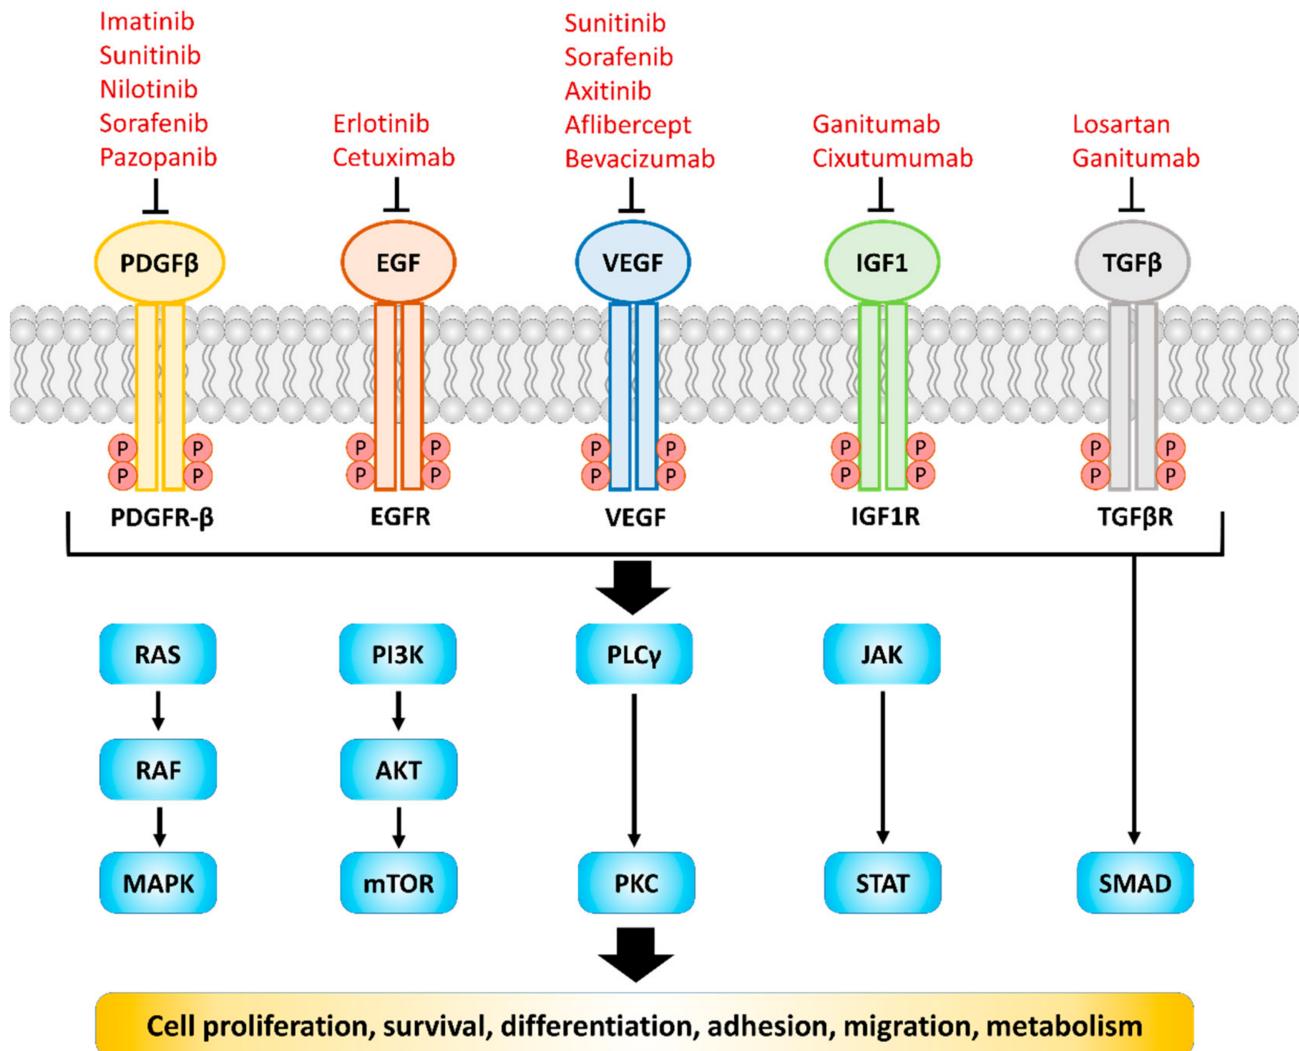 Imatinib
Sunitinib
Nilotinib
Sorafenib
Pazopanib
Erlotinib
Cetuximab
Sunitinib
Sorafenib
Axitinib
Aflibercept
Bevacizumab
Ganitumab
Cixutumumab
Losartan
Ganitumab
PDGFβ
EGF
VEGF
IGF1
TGFβ
P P P P P P P P P P
P P P P P P P P P P
PDGFR-β
EGFR
VEGF
IGF1R
TGFβR
RAS
PI3K
PLCγ
JAK
RAF
AKT
MAPK
mTOR
PKC
STAT
SMAD
Cell proliferation, survival, differentiation, adhesion, migration, metabolism